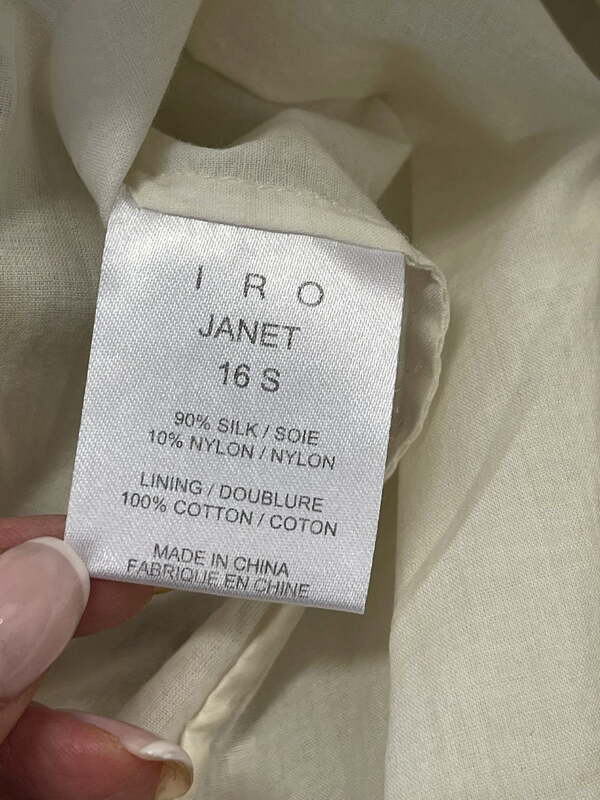 I R O
JANET
16 S
90% SILK / SOIE
10% NYLON / NYLON
LINING / DOUBLURE
100% COTTON / COTON
MADE IN CHINA
FABRIQUE EN CHINE